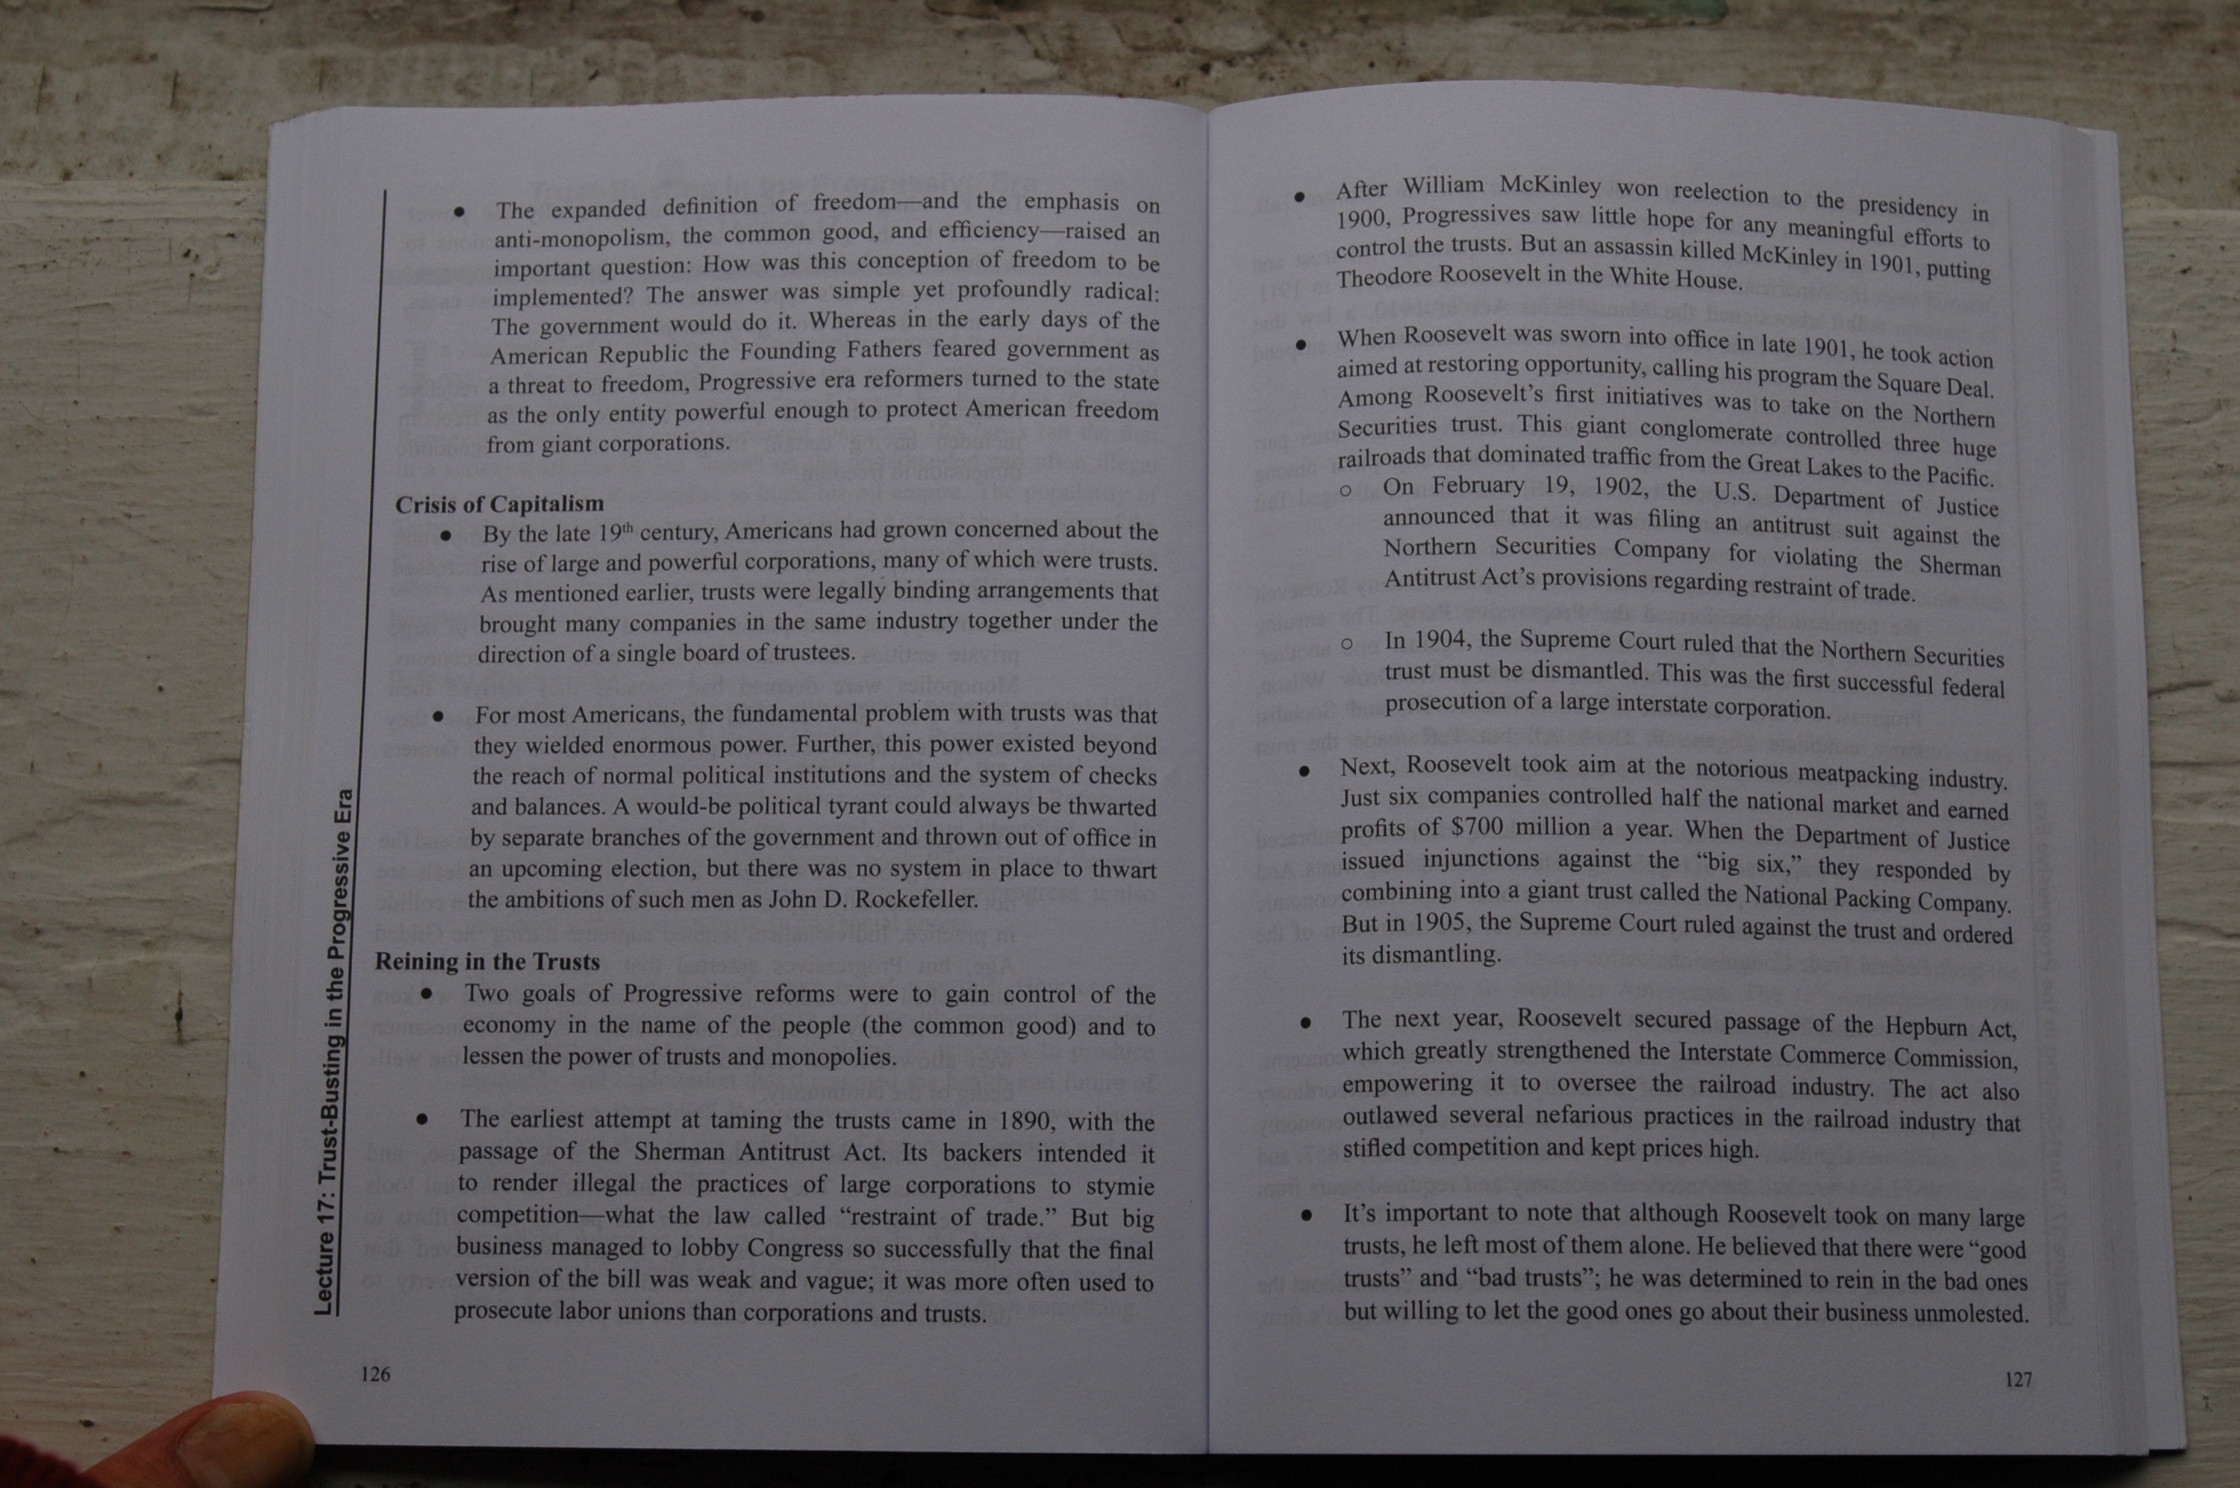 Lecture 17: Trust-Busting in the Progressive Era
• The expanded definition of freedom—and the emphasis on
anti-monopolism, the common good, and efficiency—raised an
important question: How was this conception of freedom to be
implemented? The answer was simple yet profoundly radical:
The government would do it. Whereas in the early days of the
American Republic the Founding Fathers feared government as
a threat to freedom, Progressive era reformers turned to the state
as the only entity powerful enough to protect American freedom
from giant corporations.
Crisis of Capitalism
• By the late 19th century, Americans had grown concerned about the
rise of large and powerful corporations, many of which were trusts.
As mentioned earlier, trusts were legally binding arrangements that
brought many companies in the same industry together under the
direction of a single board of trustees.
• For most Americans, the fundamental problem with trusts was that
they wielded enormous power. Further, this power existed beyond
the reach of normal political institutions and the system of checks
and balances. A would-be political tyrant could always be thwarted
by separate branches of the government and thrown out of office in
an upcoming election, but there was no system in place to thwart
the ambitions of such men as John D. Rockefeller.
Reining in the Trusts
• Two goals of Progressive reforms were to gain control of the
economy in the name of the people (the common good) and to
lessen the power of trusts and monopolies.
• The earliest attempt at taming the trusts came in 1890, with the
passage of the Sherman Antitrust Act. Its backers intended it
to render illegal the practices of large corporations to stymie
competition—what the law called “restraint of trade.” But big
business managed to lobby Congress so successfully that the final
version of the bill was weak and vague; it was more often used to
prosecute labor unions than corporations and trusts.
126
• After William McKinley won reelection to the presidency in
1900, Progressives saw little hope for any meaningful efforts to
control the trusts. But an assassin killed McKinley in 1901, putting
Theodore Roosevelt in the White House.
• When Roosevelt was sworn into office in late 1901, he took action
aimed at restoring opportunity, calling his program the Square Deal.
Among Roosevelt’s first initiatives was to take on the Northern
Securities trust. This giant conglomerate controlled three huge
railroads that dominated traffic from the Great Lakes to the Pacific.
○ On February 19, 1902, the U.S. Department of Justice
announced that it was filing an antitrust suit against the
Northern Securities Company for violating the Sherman
Antitrust Act’s provisions regarding restraint of trade.
○ In 1904, the Supreme Court ruled that the Northern Securities
trust must be dismantled. This was the first successful federal
prosecution of a large interstate corporation.
• Next, Roosevelt took aim at the notorious meatpacking industry.
Just six companies controlled half the national market and earned
profits of $700 million a year. When the Department of Justice
issued injunctions against the “big six,” they responded by
combining into a giant trust called the National Packing Company.
But in 1905, the Supreme Court ruled against the trust and ordered
its dismantling.
• The next year, Roosevelt secured passage of the Hepburn Act,
which greatly strengthened the Interstate Commerce Commission,
empowering it to oversee the railroad industry. The act also
outlawed several nefarious practices in the railroad industry that
stifled competition and kept prices high.
• It’s important to note that although Roosevelt took on many large
trusts, he left most of them alone. He believed that there were “good
trusts” and “bad trusts”; he was determined to rein in the bad ones
but willing to let the good ones go about their business unmolested.
127